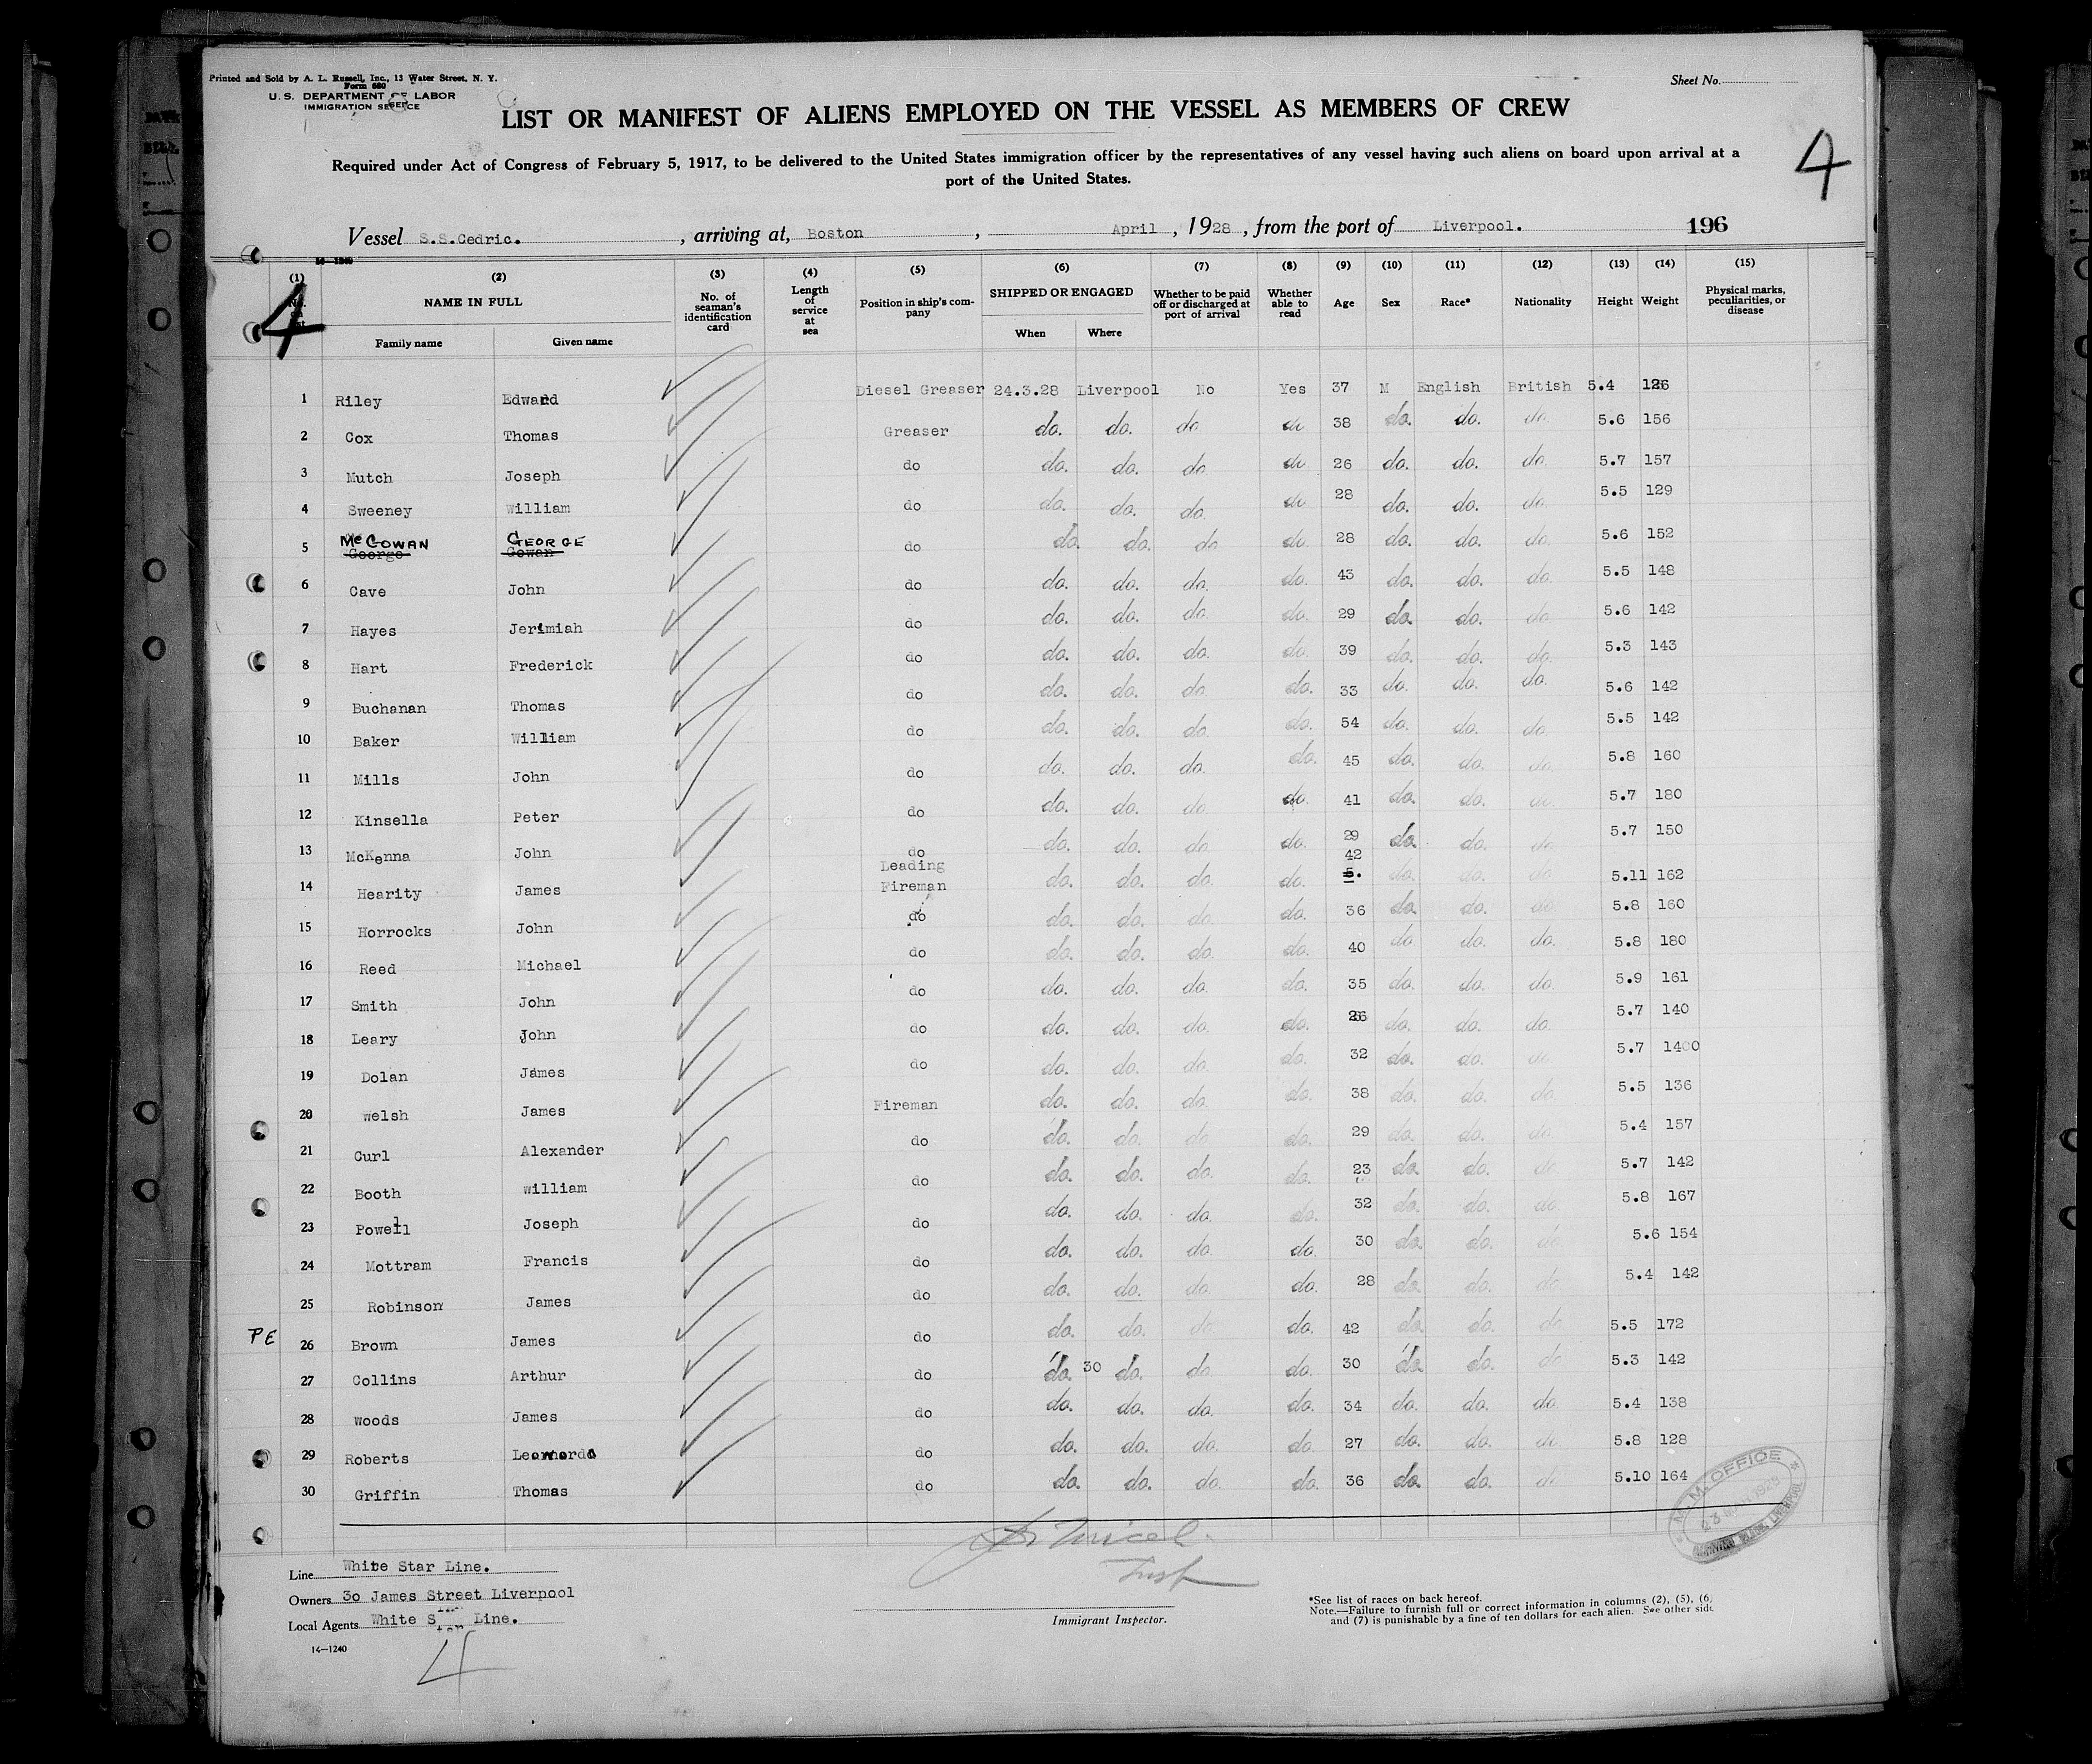 Printed and Sold by A. L. Russell, Inc., 13 Water Street, N. Y.
Form 680
U. S. DEPARTMENT OF LABOR
IMMIGRATION SERVICE
Sheet No.
LIST OR MANIFEST OF ALIENS EMPLOYED ON THE VESSEL AS MEMBERS OF CREW
4
Required under Act of Congress of February 5, 1917, to be delivered to the United States immigration officer by the representatives of any vessel having such aliens on board upon arrival at a
port of the United States.
Vessel S.S.Cedric. , arriving at, Boston , April , 1928 , from the port of Liverpool. 196
14—1240
(1) (2) (3) (4) (5) (6) (7) (8) (9) (10) (11) (12) (13) (14) (15)
4
NAME IN FULL
Family name Given name
No. of seaman's identification card
Length of service at sea
Position in ship's company
SHIPPED OR ENGAGED
When Where
Whether to be paid off or discharged at port of arrival
Whether able to read
Age Sex Race* Nationality Height Weight
Physical marks, peculiarities, or disease
1 Riley Edward Diesel Greaser 24.3.28 Liverpool No Yes 37 M English British 5.4 126
2 Cox Thomas Greaser do. do. do do 38 do. do. do. 5.6 156
3 Mutch Joseph do do. do. do do 26 do. do. do. 5.7 157
4 Sweeney William do do. do. do. do 28 do. do. do. 5.5 129
5 McGOWAN GEORGE do do. do. do do. 28 do. do. do. 5.6 152
George Gowan
6 Cave John do do. do. do. do. 43 do. do. do. 5.5 148
7 Hayes Jerimiah do do. do. do. do. 29 do. do. do 5.6 142
8 Hart Frederick do do. do. do. do. 39 do. do. do. 5.3 143
9 Buchanan Thomas do do. do. do. do. 33 do. do. do. 5.6 142
10 Baker William do do. do. do. do. 54 do. do. do. 5.5 142
11 Mills John do do. do. do. do. 45 do. do. do. 5.8 160
12 Kinsella Peter do do. do. do do. 41 do. do. do. 5.7 180
13 McKenna John do do. do. do do. 29 do. do. do 5.7 150
14 Hearity James Leading Fireman do. do. do. do. 42 do. do. do 5.11 162
15 Horrocks John do do. do. do do. 36 do. do. do 5.8 160
16 Reed Michael do do. do. do. do. 40 do. do. do. 5.8 180
17 Smith John do do. do. do. do. 35 do. do. do. 5.9 161
18 Leary John do do. do. do. do. 26 do. do. do. 5.7 140
19 Dolan James do do. do. do. do. 32 do. do. do 5.7 1400
20 welsh James Fireman do. do. do. do. 38 do. do. do. 5.5 136
21 Curl Alexander do do. do. do do. 29 do. do. do 5.4 157
22 Booth william do do. do. do. do. 23 do. do. do 5.7 142
23 Powell Joseph do do. do. do. do. 32 do. do. do. 5.8 167
24 Mottram Francis do do. do. do. do. 30 do. do. do 5.6 154
25 Robinson James do do. do. do. do. 28 do. do. do 5.4 142
PE 26 Brown James do do. do. do do. 42 do. do. do 5.5 172
27 Collins Arthur do do. 30 do. do. do. 30 do. do. do 5.3 142
28 woods James do do. do. do. do. 34 do. do. do. 5.4 138
29 Roberts Leonard do do. do. do. do. 27 do. do. do 5.8 128
30 Griffin Thomas do do. do. do. do. 36 do. do. do 5.10 164
M. M. OFFICE
23 1928
Line White Star Line.
Owners 30 James Street Liverpool
Local Agents White Star Line.
14—1240
Immigrant Inspector.
*See list of races on back hereof.
Note.—Failure to furnish full or correct information in columns (2), (5), (6)
and (7) is punishable by a fine of ten dollars for each alien. See other side
4